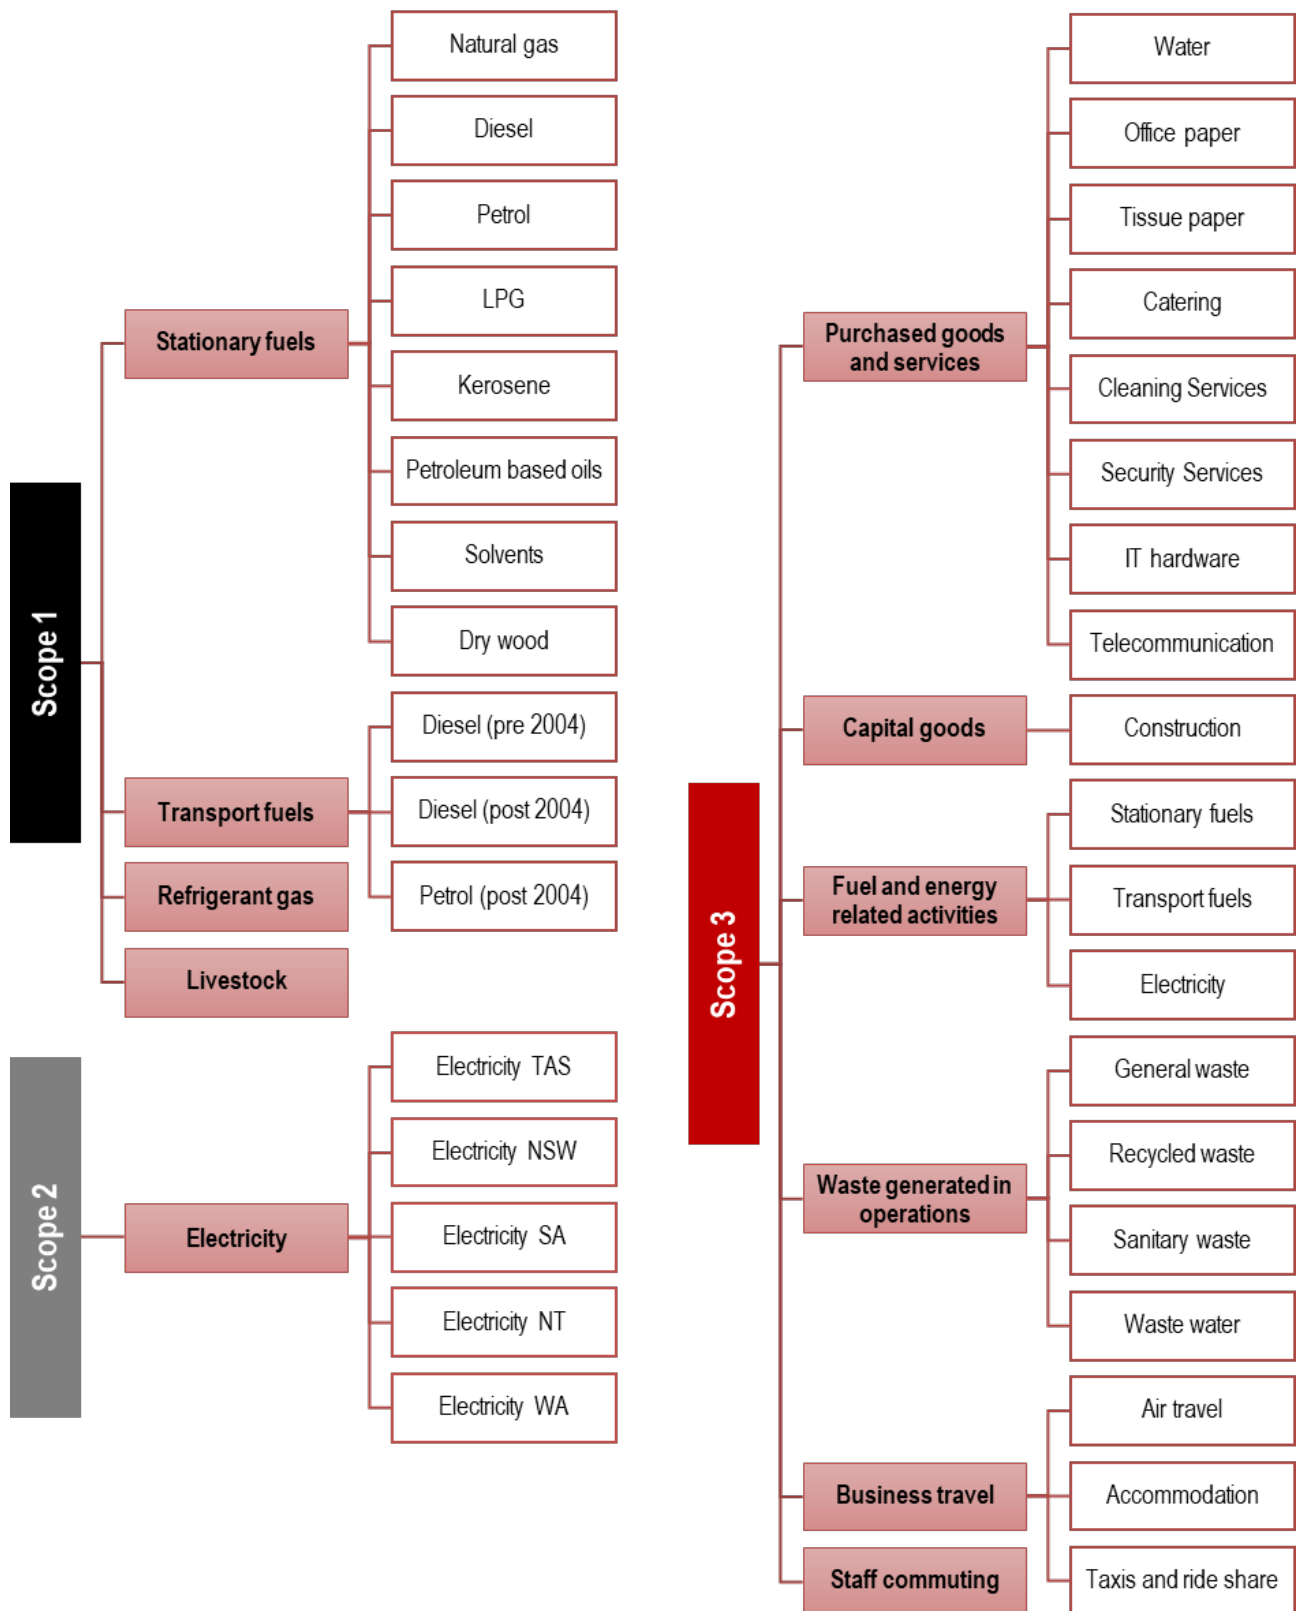 Scope 1
Stationary fuels
Natural gas
Diesel
Petrol
LPG
Kerosene
Petroleum based oils
Solvents
Dry wood
Transport fuels
Diesel (pre 2004)
Diesel (post 2004)
Petrol (post 2004)
Refrigerant gas
Livestock
Scope 2
Electricity
Electricity TAS
Electricity NSW
Electricity SA
Electricity NT
Electricity WA
Scope 3
Purchased goods
and services
Water
Office paper
Tissue paper
Catering
Cleaning Services
Security Services
IT hardware
Telecommunication
Capital goods
Construction
Fuel and energy
related activities
Stationary fuels
Transport fuels
Electricity
Waste generated in
operations
General waste
Recycled waste
Sanitary waste
Waste water
Business travel
Air travel
Accommodation
Taxis and ride share
Staff commuting